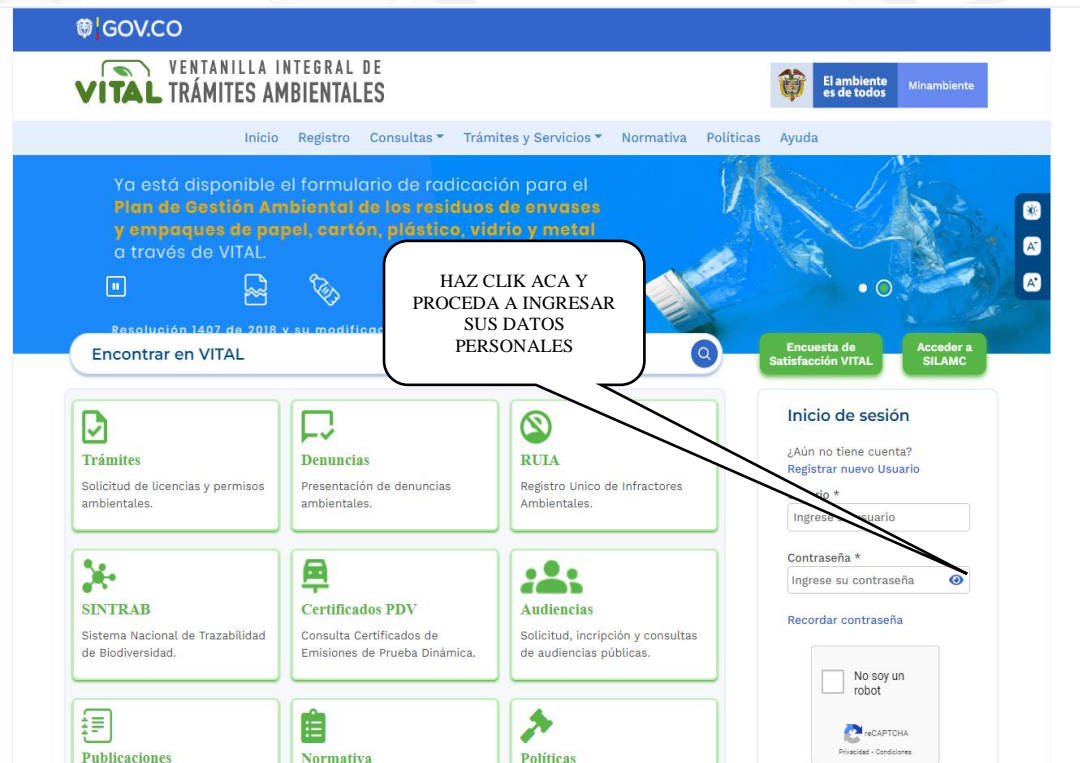 GOV.CO
VENTANILLA INTEGRAL DE
VITAL TRÁMITES AMBIENTALES
El ambiente
es de todos
Minambiente
Inicio Registro Consultas Trámites y Servicios Normativa Políticas Ayuda
Ya está disponible el formulario de radicación para el
Plan de Gestión Ambiental de los residuos de envases
y empaques de papel, cartón, plástico, vidrio y metal
a través de VITAL.
A-
A+
Resolución 1407 de 2018 y su
HAZ CLIK ACA Y
PROCEDA A INGRESAR
SUS DATOS
PERSONALES
Encontrar en VITAL
Encuesta de
Satisfacción VITAL
Acceder a
SILAMC
Trámites
Solicitud de licencias y permisos
ambientales.
Denuncias
Presentación de denuncias
ambientales.
RUIA
Registro Unico de Infractores
Ambientales.
SINTRAB
Sistema Nacional de Trazabilidad
de Biodiversidad.
Certificados PDV
Consulta Certificados de
Emisiones de Prueba Dinámica.
Audiencias
Solicitud, incripción y consultas
de audiencias públicas.
Publicaciones
Normativa
Políticas
Inicio de sesión
¿Aún no tiene cuenta?
Registrar nuevo Usuario
*
Ingrese
Contraseña *
Ingrese su contraseña
Recordar contraseña
No soy un
robot
reCAPTCHA
Privacidad - Condiciones